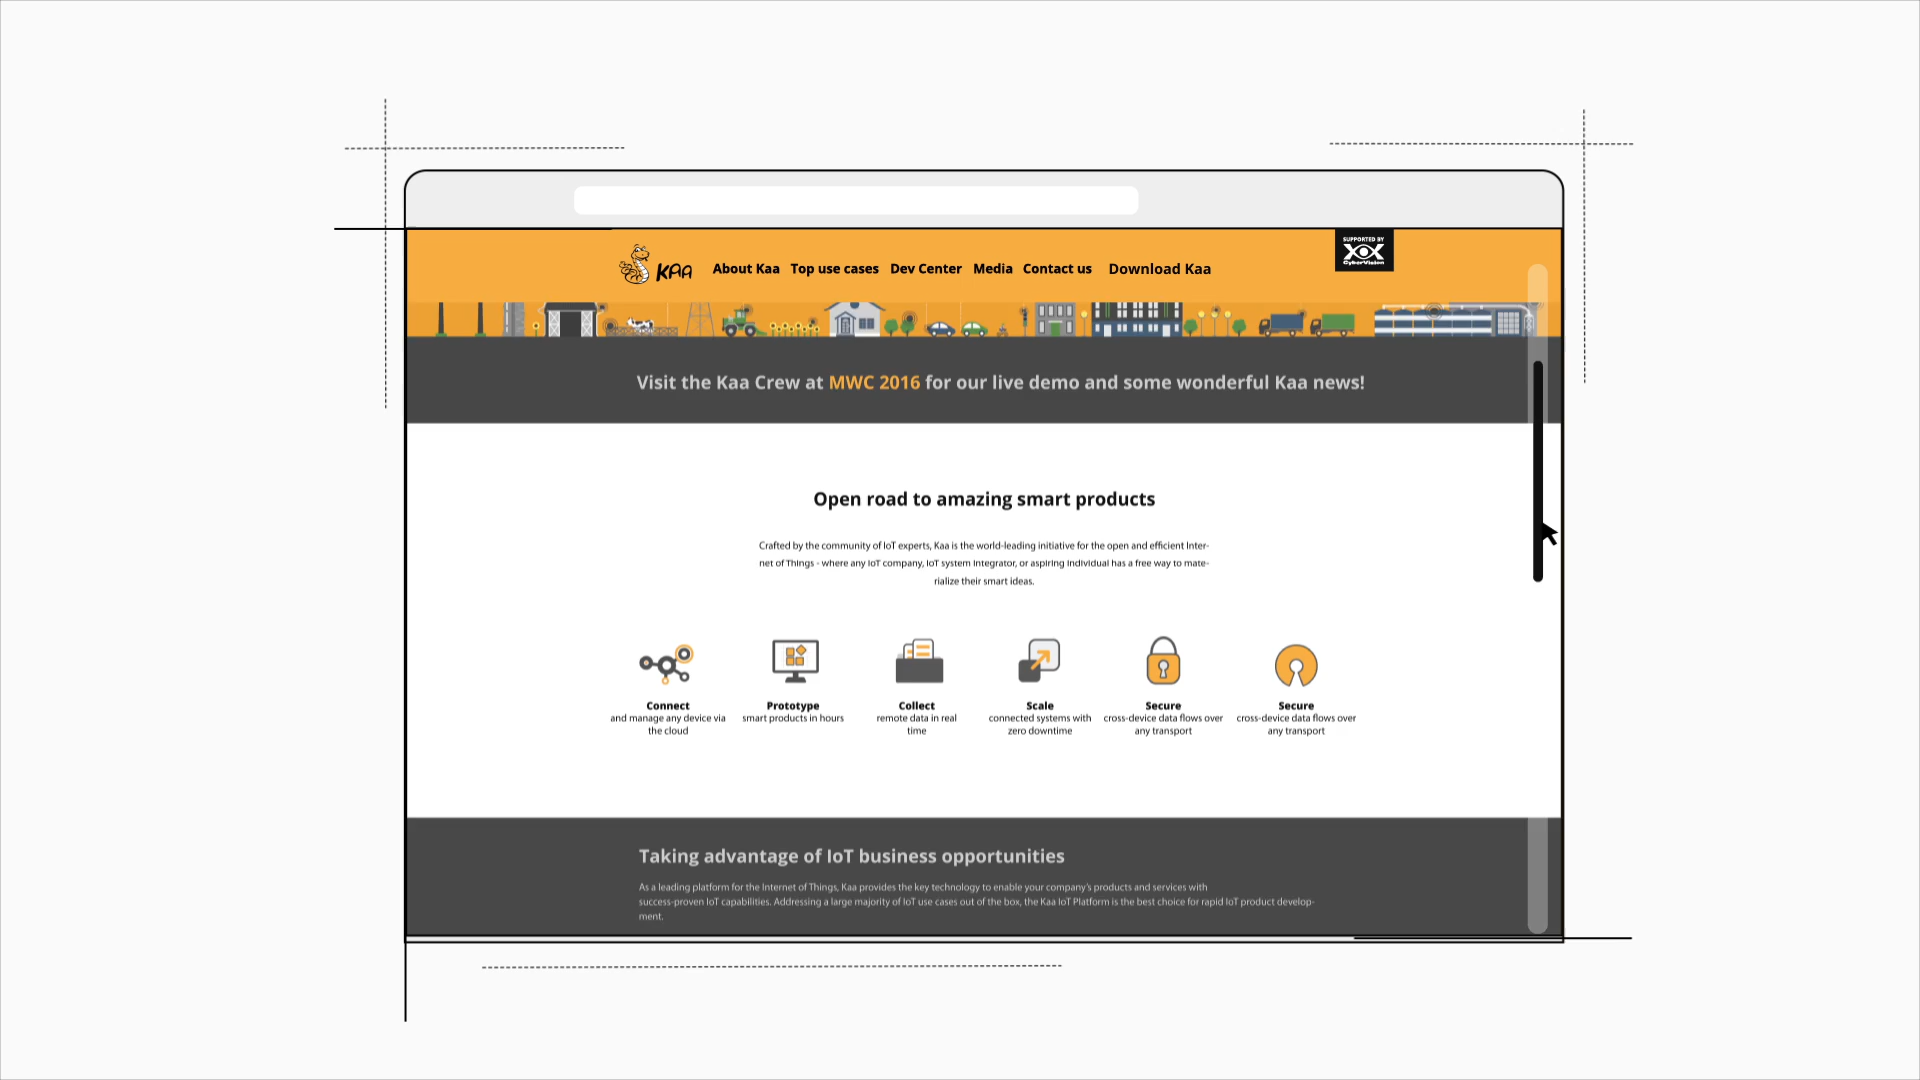 SUPPORTED BY
CyberVision
KAA
About Kaa Top use cases Dev Center Media Contact us Download Kaa
Visit the Kaa Crew at MWC 2016 for our live demo and some wonderful Kaa news!
Open road to amazing smart products
Crafted by the community of IoT experts, Kaa is the world-leading initiative for the open and efficient Inter-
net of Things - where any IoT company, IoT system integrator, or aspiring individual has a free way to mate-
rialize their smart ideas.
Connect
and manage any device via
the cloud
Prototype
smart products in hours
Collect
remote data in real
time
Scale
connected systems with
zero downtime
Secure
cross-device data flows over
any transport
Secure
cross-device data flows over
any transport
Taking advantage of IoT business opportunities
As a leading platform for the Internet of Things, Kaa provides the key technology to enable your company's products and services with
success-proven IoT capabilities. Addressing a large majority of IoT use cases out of the box, the Kaa IoT Platform is the best choice for rapid IoT product develop-
ment.